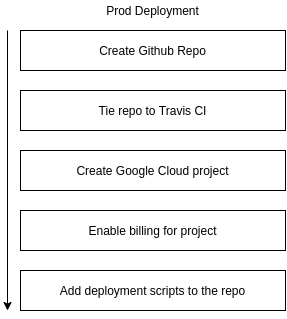 Prod Deployment
Create Github Repo
Tie repo to Travis CI
Create Google Cloud project
Enable billing for project
Add deployment scripts to the repo